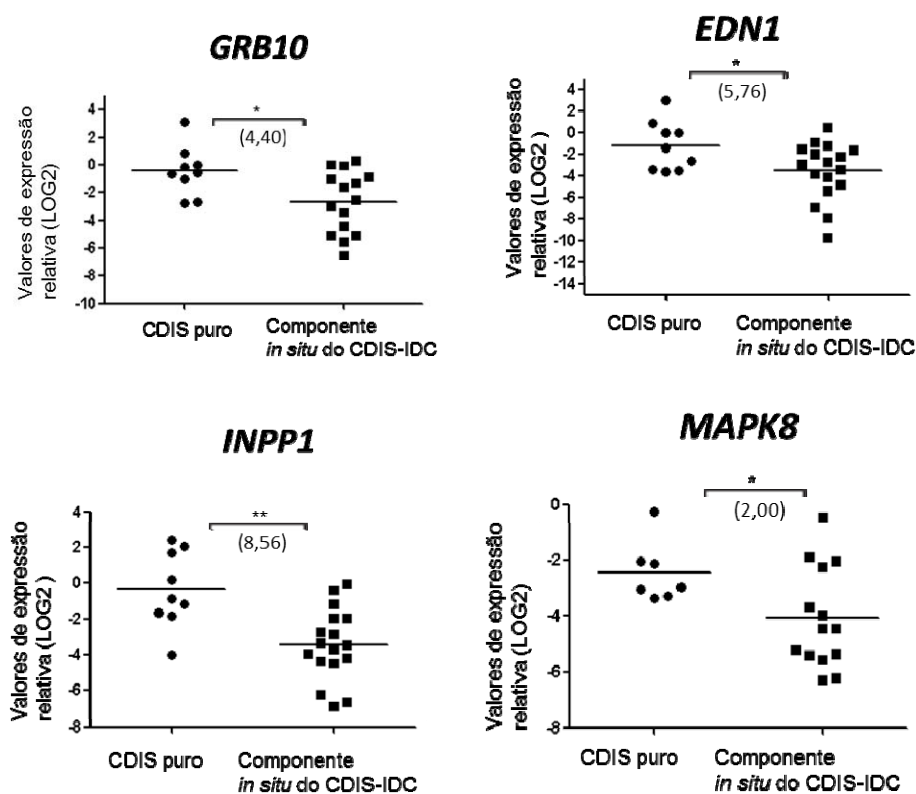 GRB10
Valores de expressão
relativa (LOG2)
4
2
0
-2
-4
-6
-8
-10
*
(4,40)
CDIS puro
Componente
in situ do CDIS-IDC
EDN1
Valores de expressão
relativa (LOG2)
4
2
0
-2
-4
-6
-8
-10
-12
-14
*
(5,76)
CDIS puro
Componente
in situ do CDIS-IDC
INPP1
Valores de expressão
relativa (LOG2)
4
2
0
-2
-4
-6
-8
**
(8,56)
CDIS puro
Componente
in situ do CDIS-IDC
MAPK8
Valores de expressão
relativa (LOG2)
0
-2
-4
-6
-8
*
(2,00)
CDIS puro
Componente
in situ do CDIS-IDC